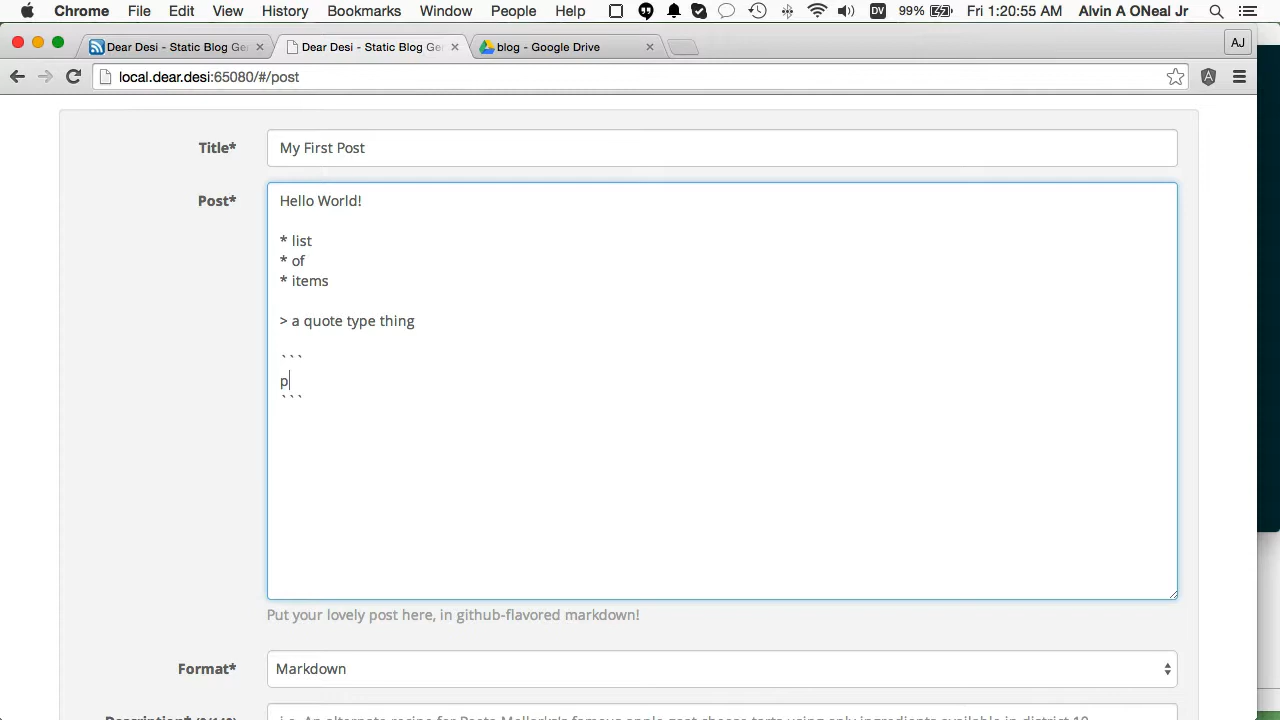 Chrome File Edit View History Bookmarks Window People Help DV 99% Fri 1:20:55 AM Alvin A ONeal Jr
Dear Desi - Static Blog Ge Dear Desi - Static Blog Ge blog - Google Drive AJ
local.dear.desi:65080/#/post
Title* My First Post
Post* Hello World!
* list
* of
* items
> a quote type thing
```
p
```
Put your lovely post here, in github-flavored markdown!
Format* Markdown